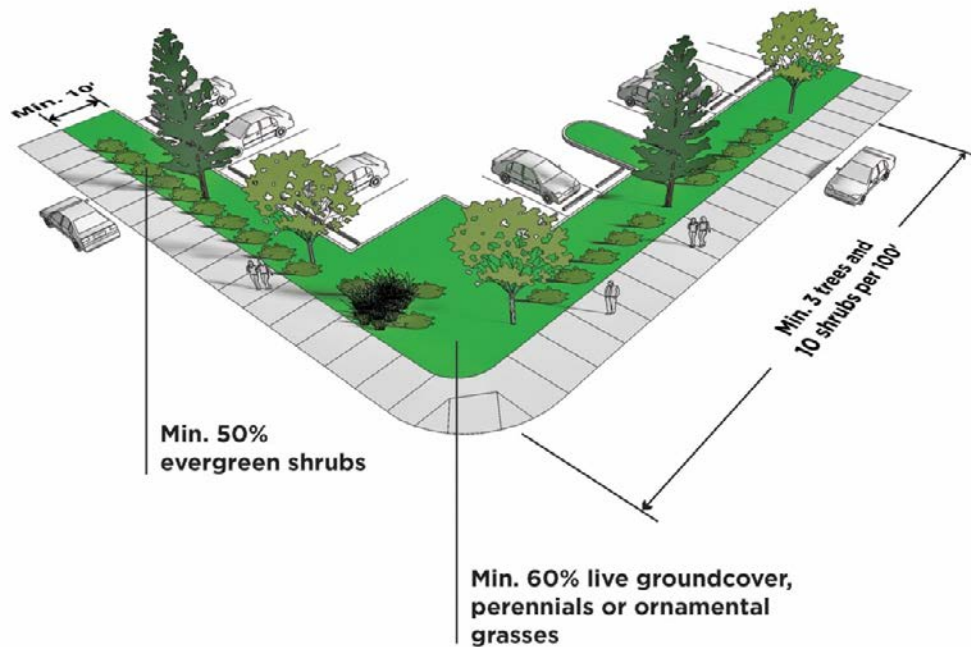 Min. 10'
Min. 3 trees and
10 shrubs per 100'
Min. 50%
evergreen shrubs
Min. 60% live groundcover,
perennials or ornamental
grasses